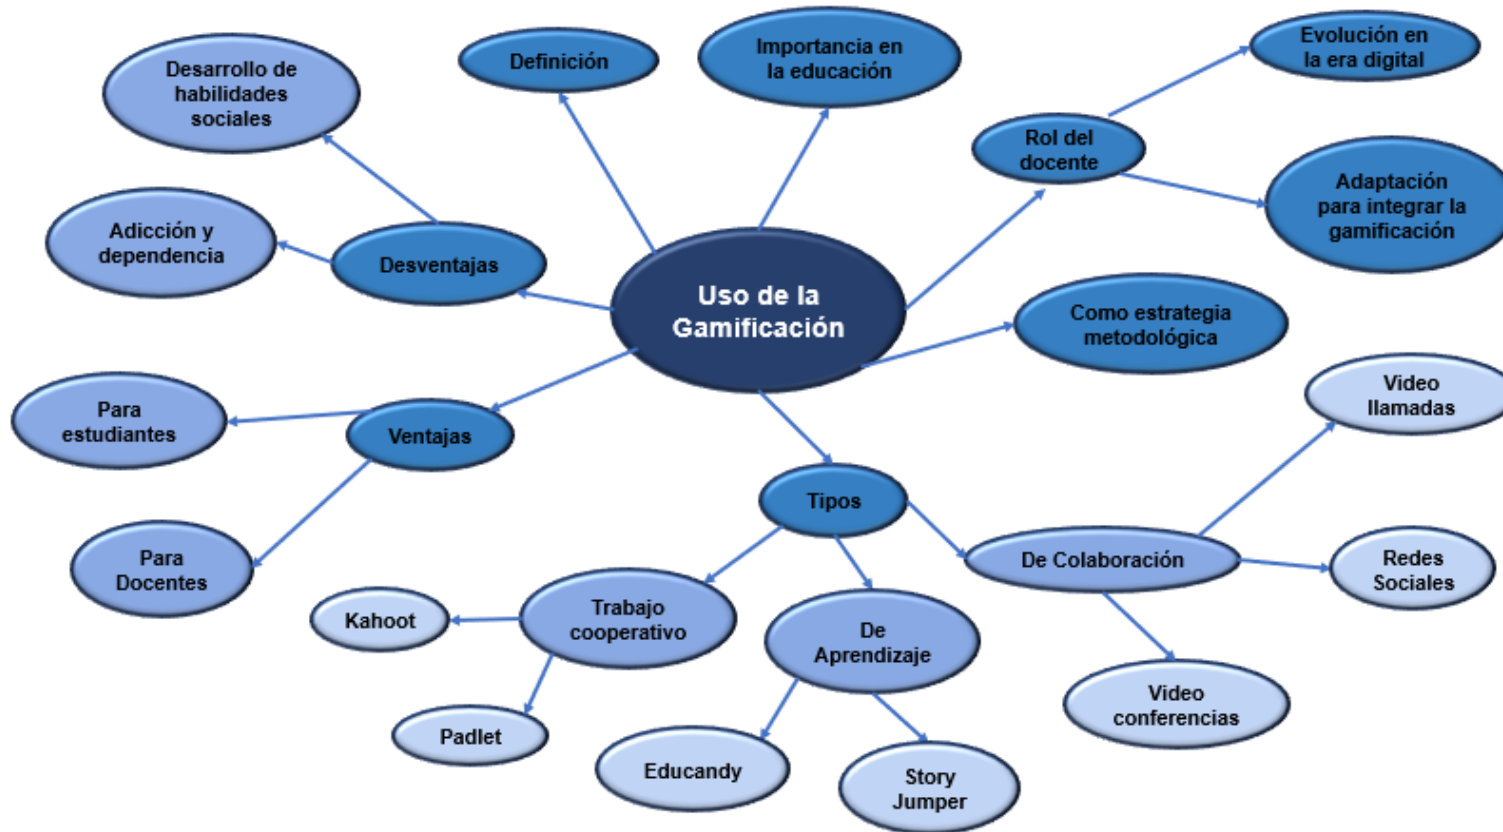 Desarrollo de
habilidades
sociales
Definición
Importancia en
la educación
Evolución en
la era digital
Rol del
docente
Adaptación
para integrar la
gamificación
Adicción y
dependencia
Desventajas
Uso de la
Gamificación
Como estrategia
metodológica
Video
llamadas
Para
estudiantes
Ventajas
Tipos
Para
Docentes
De Colaboración
Redes
Sociales
Kahoot
Trabajo
cooperativo
De
Aprendizaje
Video
conferencias
Padlet
Educandy
Story
Jumper